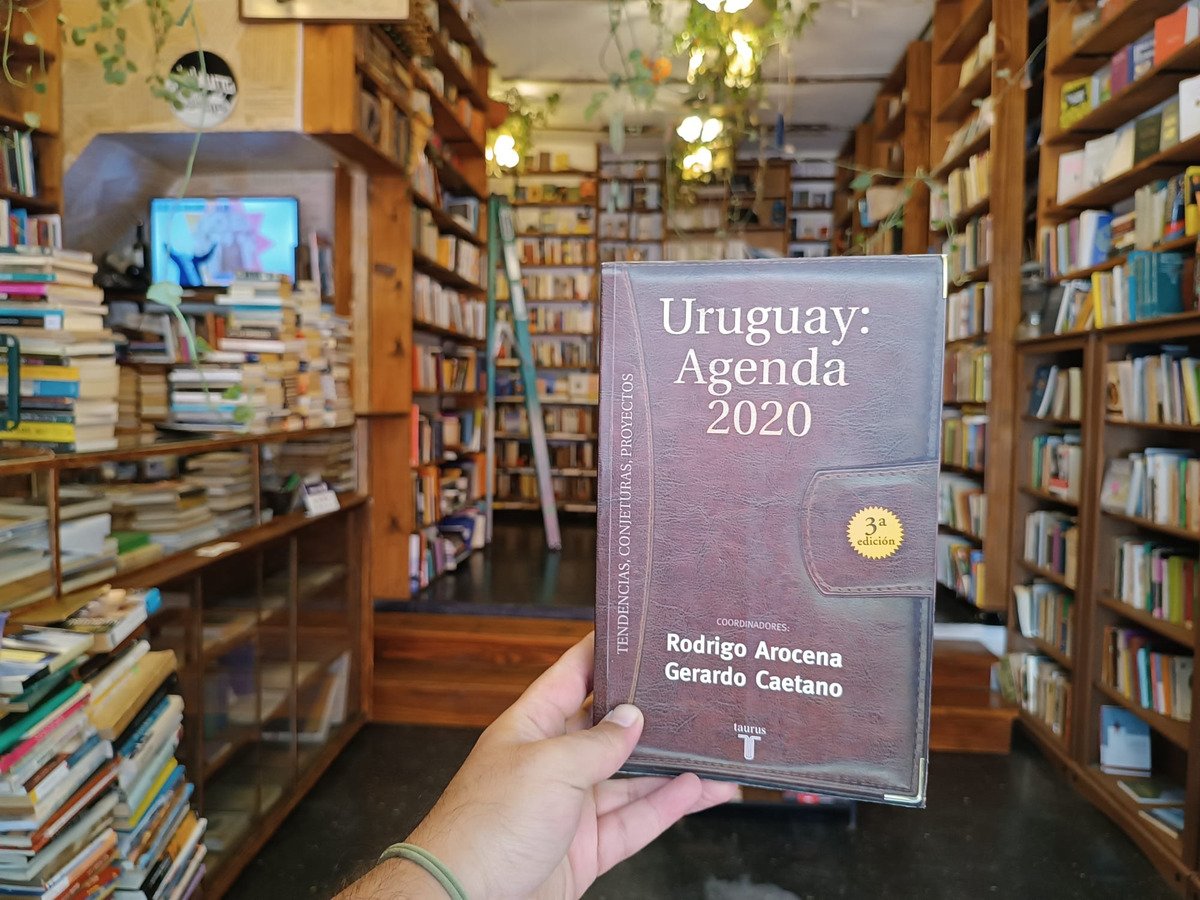 Uruguay:
Agenda
2020
TENDENCIAS, CONJETURAS, PROYECTOS
3ª
edición
COORDINADORES:
Rodrigo Arocena
Gerardo Caetano
taurus